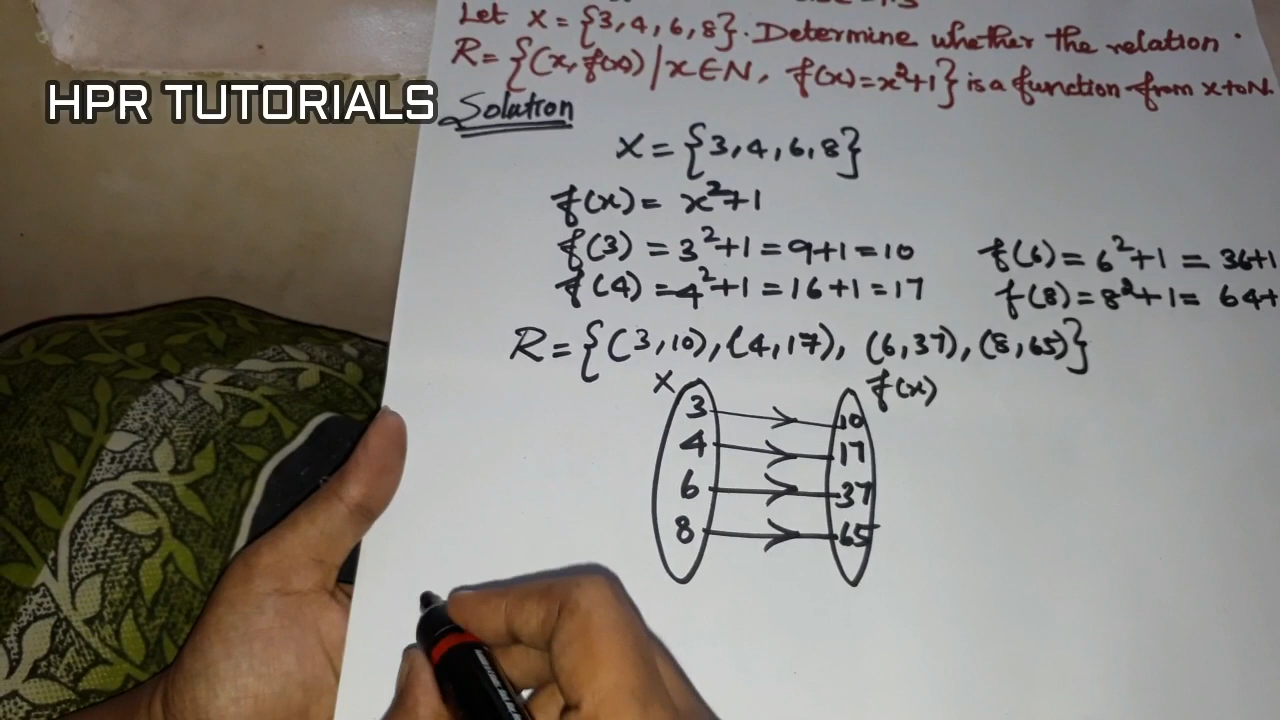 Let X = {3, 4, 6, 8}. Determine whether the relation
R = {(x, f(x)) / x ∈ N, f(x) = x²+1} is a function from X to N.
HPR TUTORIALS
Solution
X = {3, 4, 6, 8}
f(x) = x²+1
f(3) = 3²+1 = 9+1 = 10 f(6) = 6²+1 = 36+1
f(4) = 4²+1 = 16+1 = 17 f(8) = 8²+1 = 64+
R = {(3, 10), (4, 17), (6, 37), (8, 65)}
X f(x)
3 10
4 17
6 37
8 65